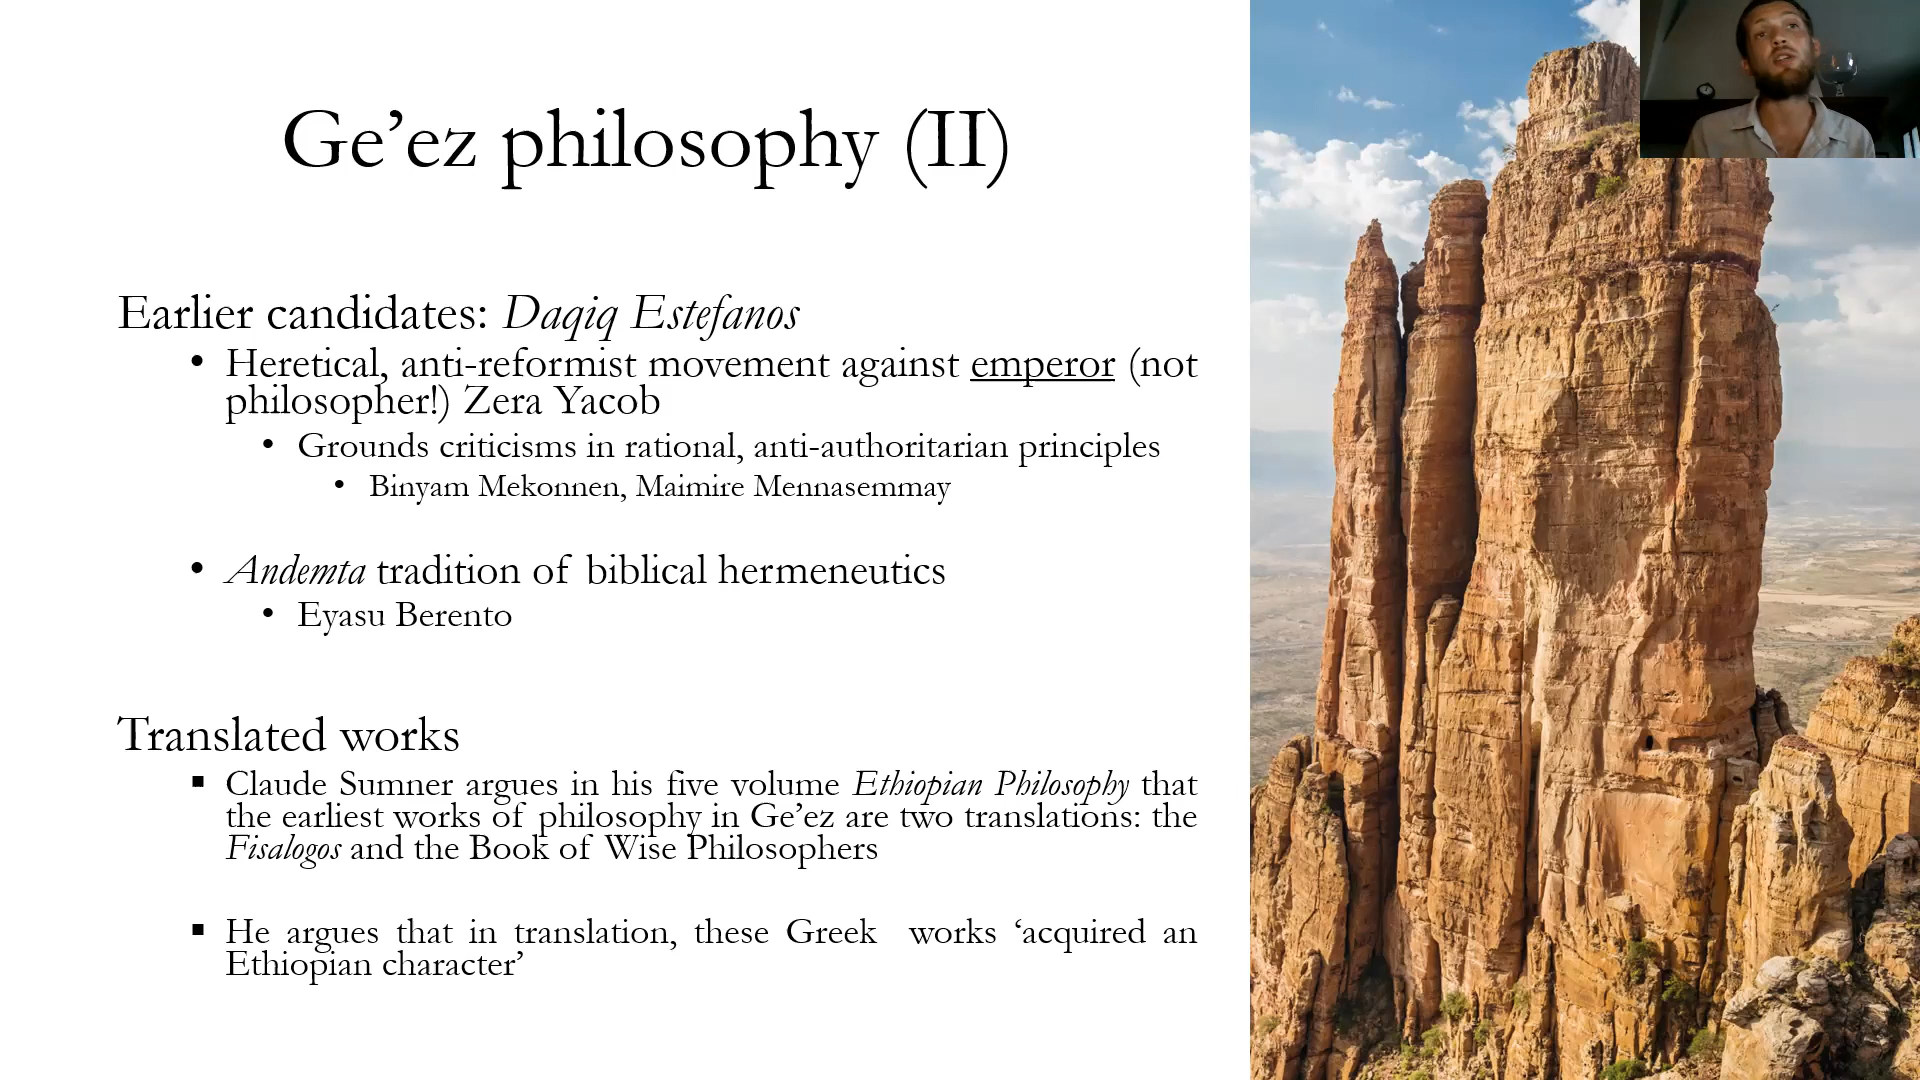 Ge’ez philosophy (II)
Earlier candidates: Daqiq Estefanos
• Heretical, anti-reformist movement against emperor (not
philosopher!) Zera Yacob
• Grounds criticisms in rational, anti-authoritarian principles
• Binyam Mekonnen, Maimire Mennasemmay
• Andemta tradition of biblical hermeneutics
• Eyasu Berento
Translated works
▪ Claude Sumner argues in his five volume Ethiopian Philosophy that
the earliest works of philosophy in Ge’ez are two translations: the
Fisalogos and the Book of Wise Philosophers
▪ He argues that in translation, these Greek works ‘acquired an
Ethiopian character’